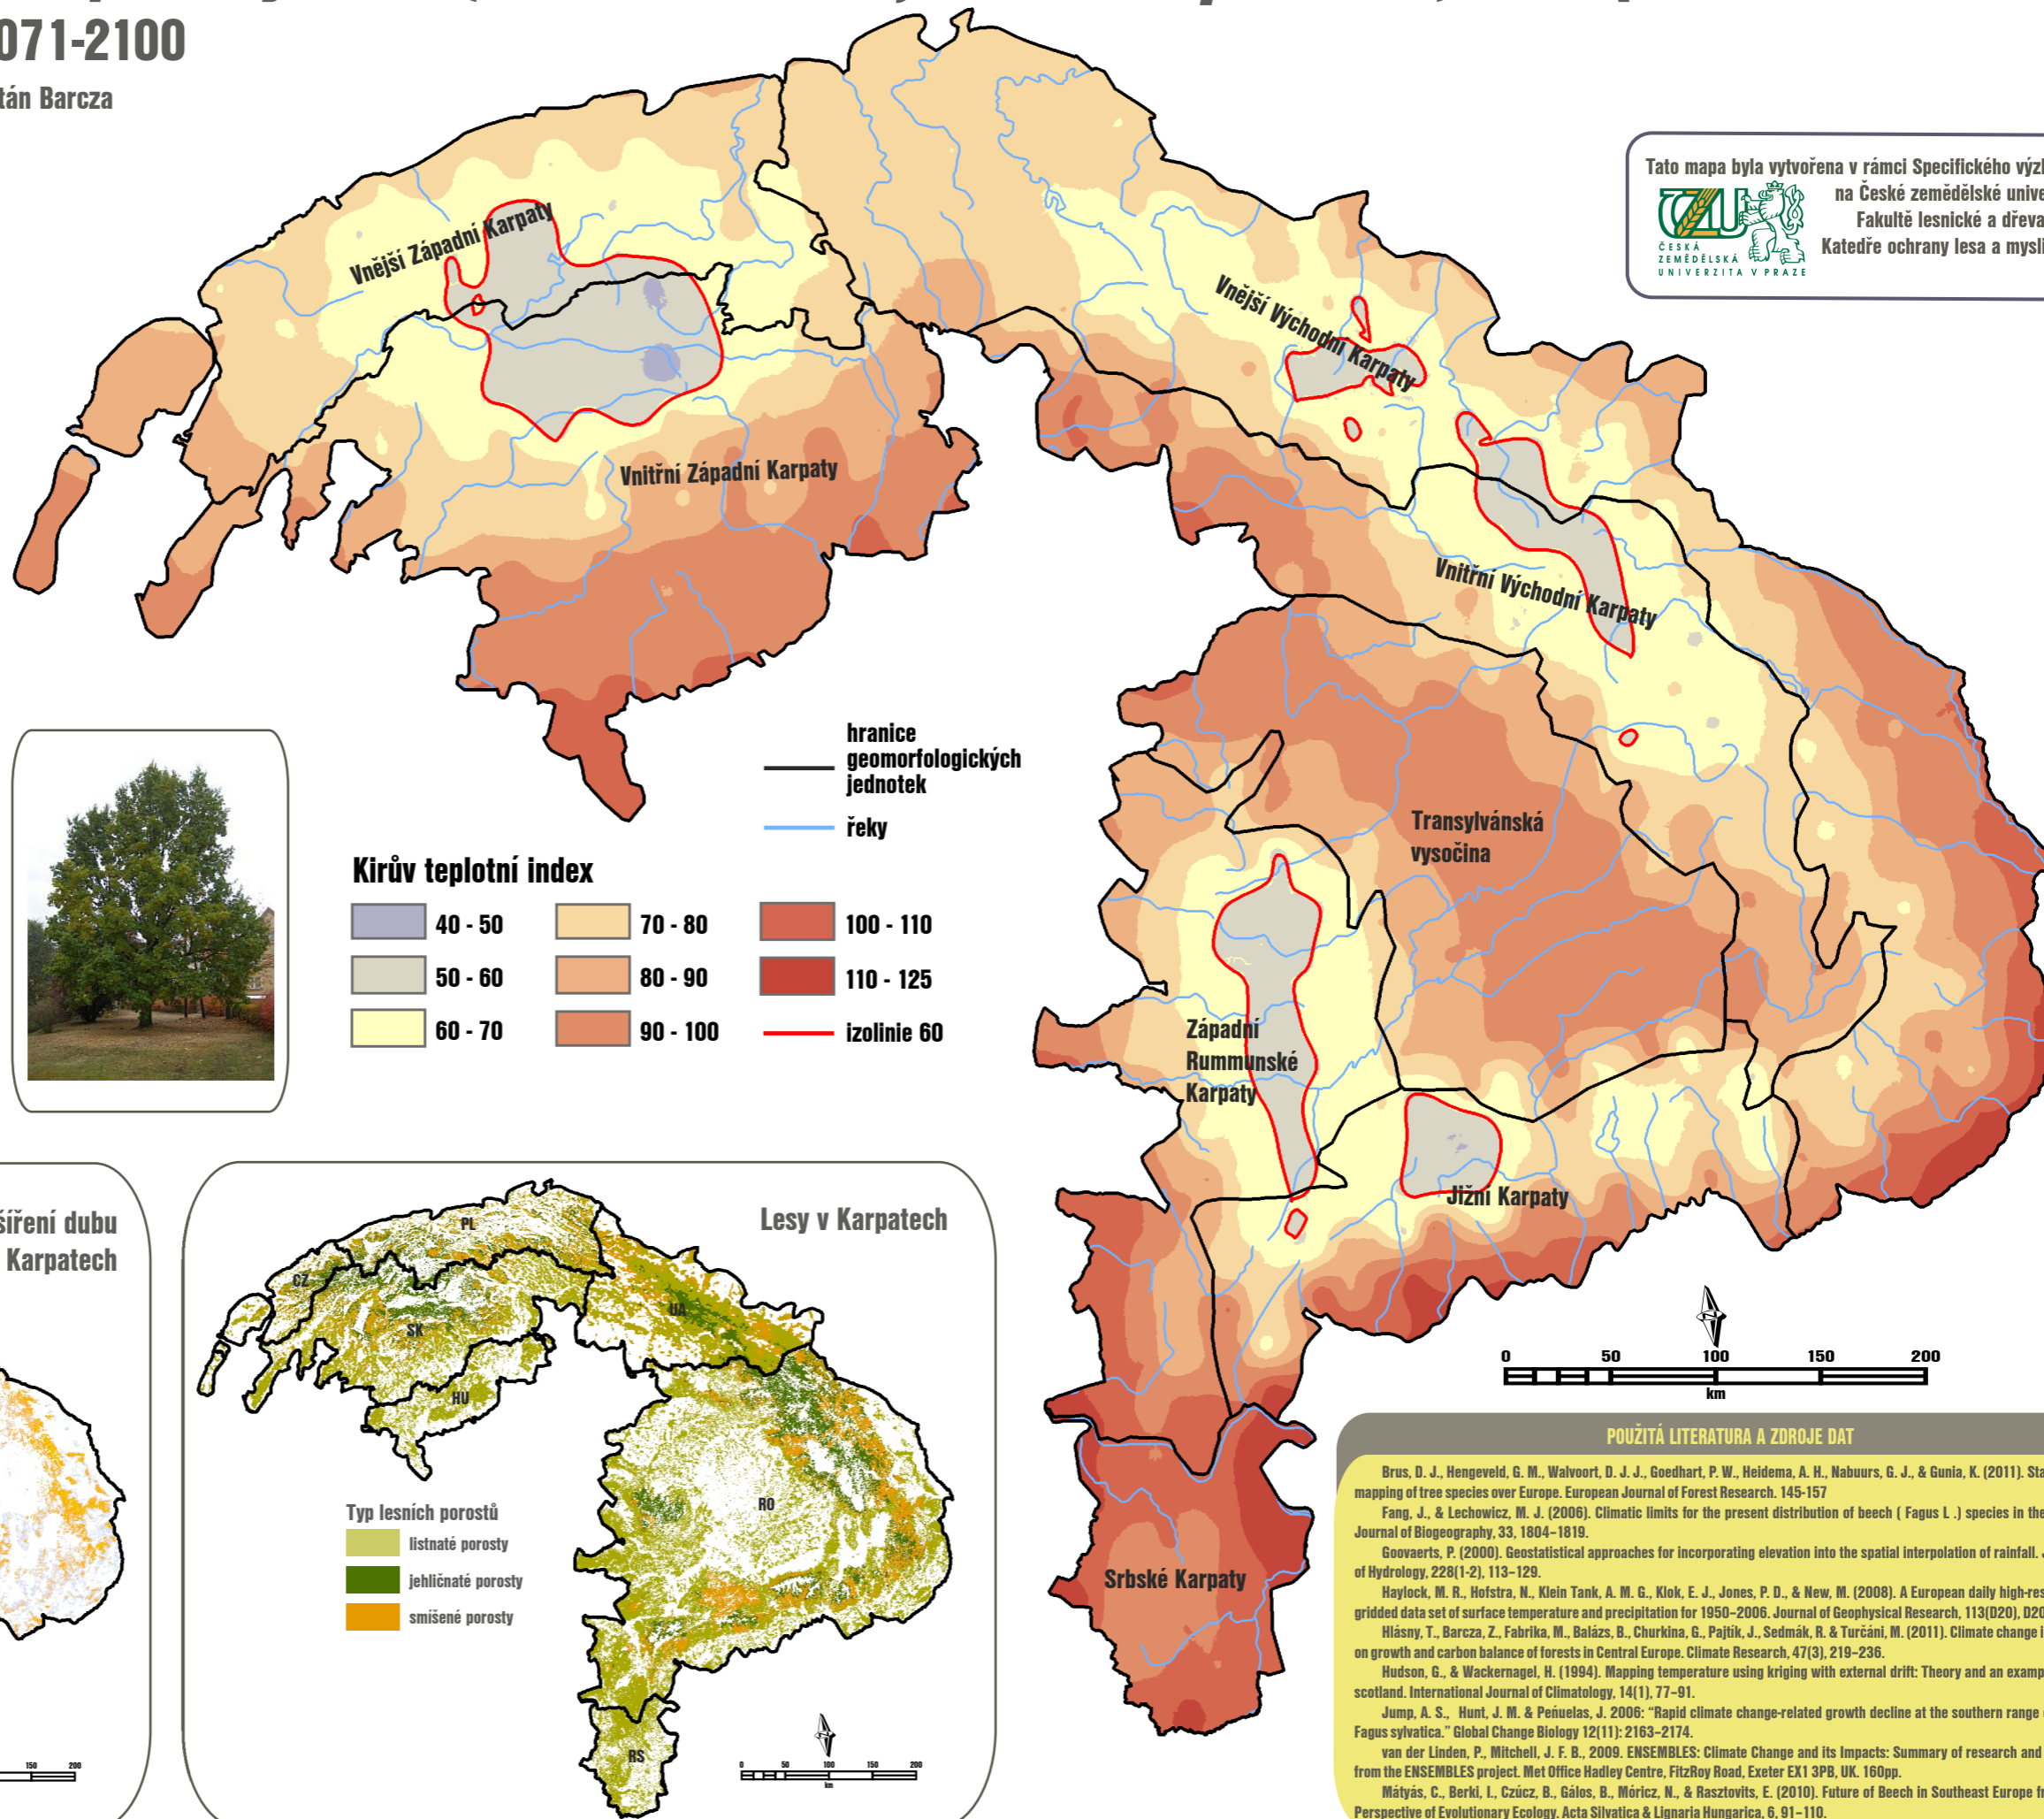 071-2100
tán Barcza
Tato mapa byla vytvořena v rámci Specifického
na České zemědělské
Fakultě lesnické a
Katedře ochrany lesa a
ČZU
ČESKÁ
ZEMĚDĚLSKÁ
UNIVERZITA V PRAZE
Vnější Západní Karpaty
Vnější Východní Karpaty
Vnitřní Západní Karpaty
Vnitřní Východní Karpaty
Transylvánská
vysočina
Západní
Rummunské
Karpaty
Jižní Karpaty
Srbské Karpaty
hranice
geomorfologických
jednotek
řeky
Kirův teplotní index
40 - 50
50 - 60
60 - 70
70 - 80
80 - 90
90 - 100
100 - 110
110 - 125
izolinie 60
0 50 100 150 200
km
šíření dubu
Karpatech
150 200
Lesy v Karpatech
PL
CZ
SK
UA
HU
RO
RS
Typ lesních porostů
listnaté porosty
jehličnaté porosty
smíšené porosty
0 50 100 150 200
km
POUŽITÁ LITERATURA A ZDROJE DAT
Brus, D. J., Hengeveld, G. M., Walvoort, D. J. J., Goedhart, P. W., Heidema, A. H., Nabuurs, G. J., & Gunia, K. (2011). Sta
mapping of tree species over Europe. European Journal of Forest Research. 145-157
Fang, J., & Lechowicz, M. J. (2006). Climatic limits for the present distribution of beech ( Fagus L .) species in the
Journal of Biogeography, 33, 1804–1819.
Goovaerts, P. (2000). Geostatistical approaches for incorporating elevation into the spatial interpolation of rainfall.
of Hydrology, 228(1-2), 113–129.
Haylock, M. R., Hofstra, N., Klein Tank, A. M. G., Klok, E. J., Jones, P. D., & New, M. (2008). A European daily high-res
gridded data set of surface temperature and precipitation for 1950–2006. Journal of Geophysical Research, 113(D20), D20
Hlásny, T., Barcza, Z., Fabrika, M., Balázs, B., Churkina, G., Pajtík, J., Sedmák, R. & Turčáni, M. (2011). Climate change i
on growth and carbon balance of forests in Central Europe. Climate Research, 47(3), 219–236.
Hudson, G., & Wackernagel, H. (1994). Mapping temperature using kriging with external drift: Theory and an examp
scotland. International Journal of Climatology, 14(1), 77–91.
Jump, A. S., Hunt, J. M. & Peńuelas, J. 2006: “Rapid climate change-related growth decline at the southern range
Fagus sylvatica.” Global Change Biology 12(11): 2163–2174.
van der Linden, P., Mitchell, J. F. B., 2009. ENSEMBLES: Climate Change and its Impacts: Summary of research and
from the ENSEMBLES project. Met Office Hadley Centre, FitzRoy Road, Exeter EX1 3PB, UK. 160pp.
Mátyás, C., Berki, I., Czúcz, B., Gálos, B., Móricz, N., & Rasztovits, E. (2010). Future of Beech in Southeast Europe
Perspective of Evolutionary Ecology. Acta Silvatica & Lignaria Hungarica, 6, 91–110.